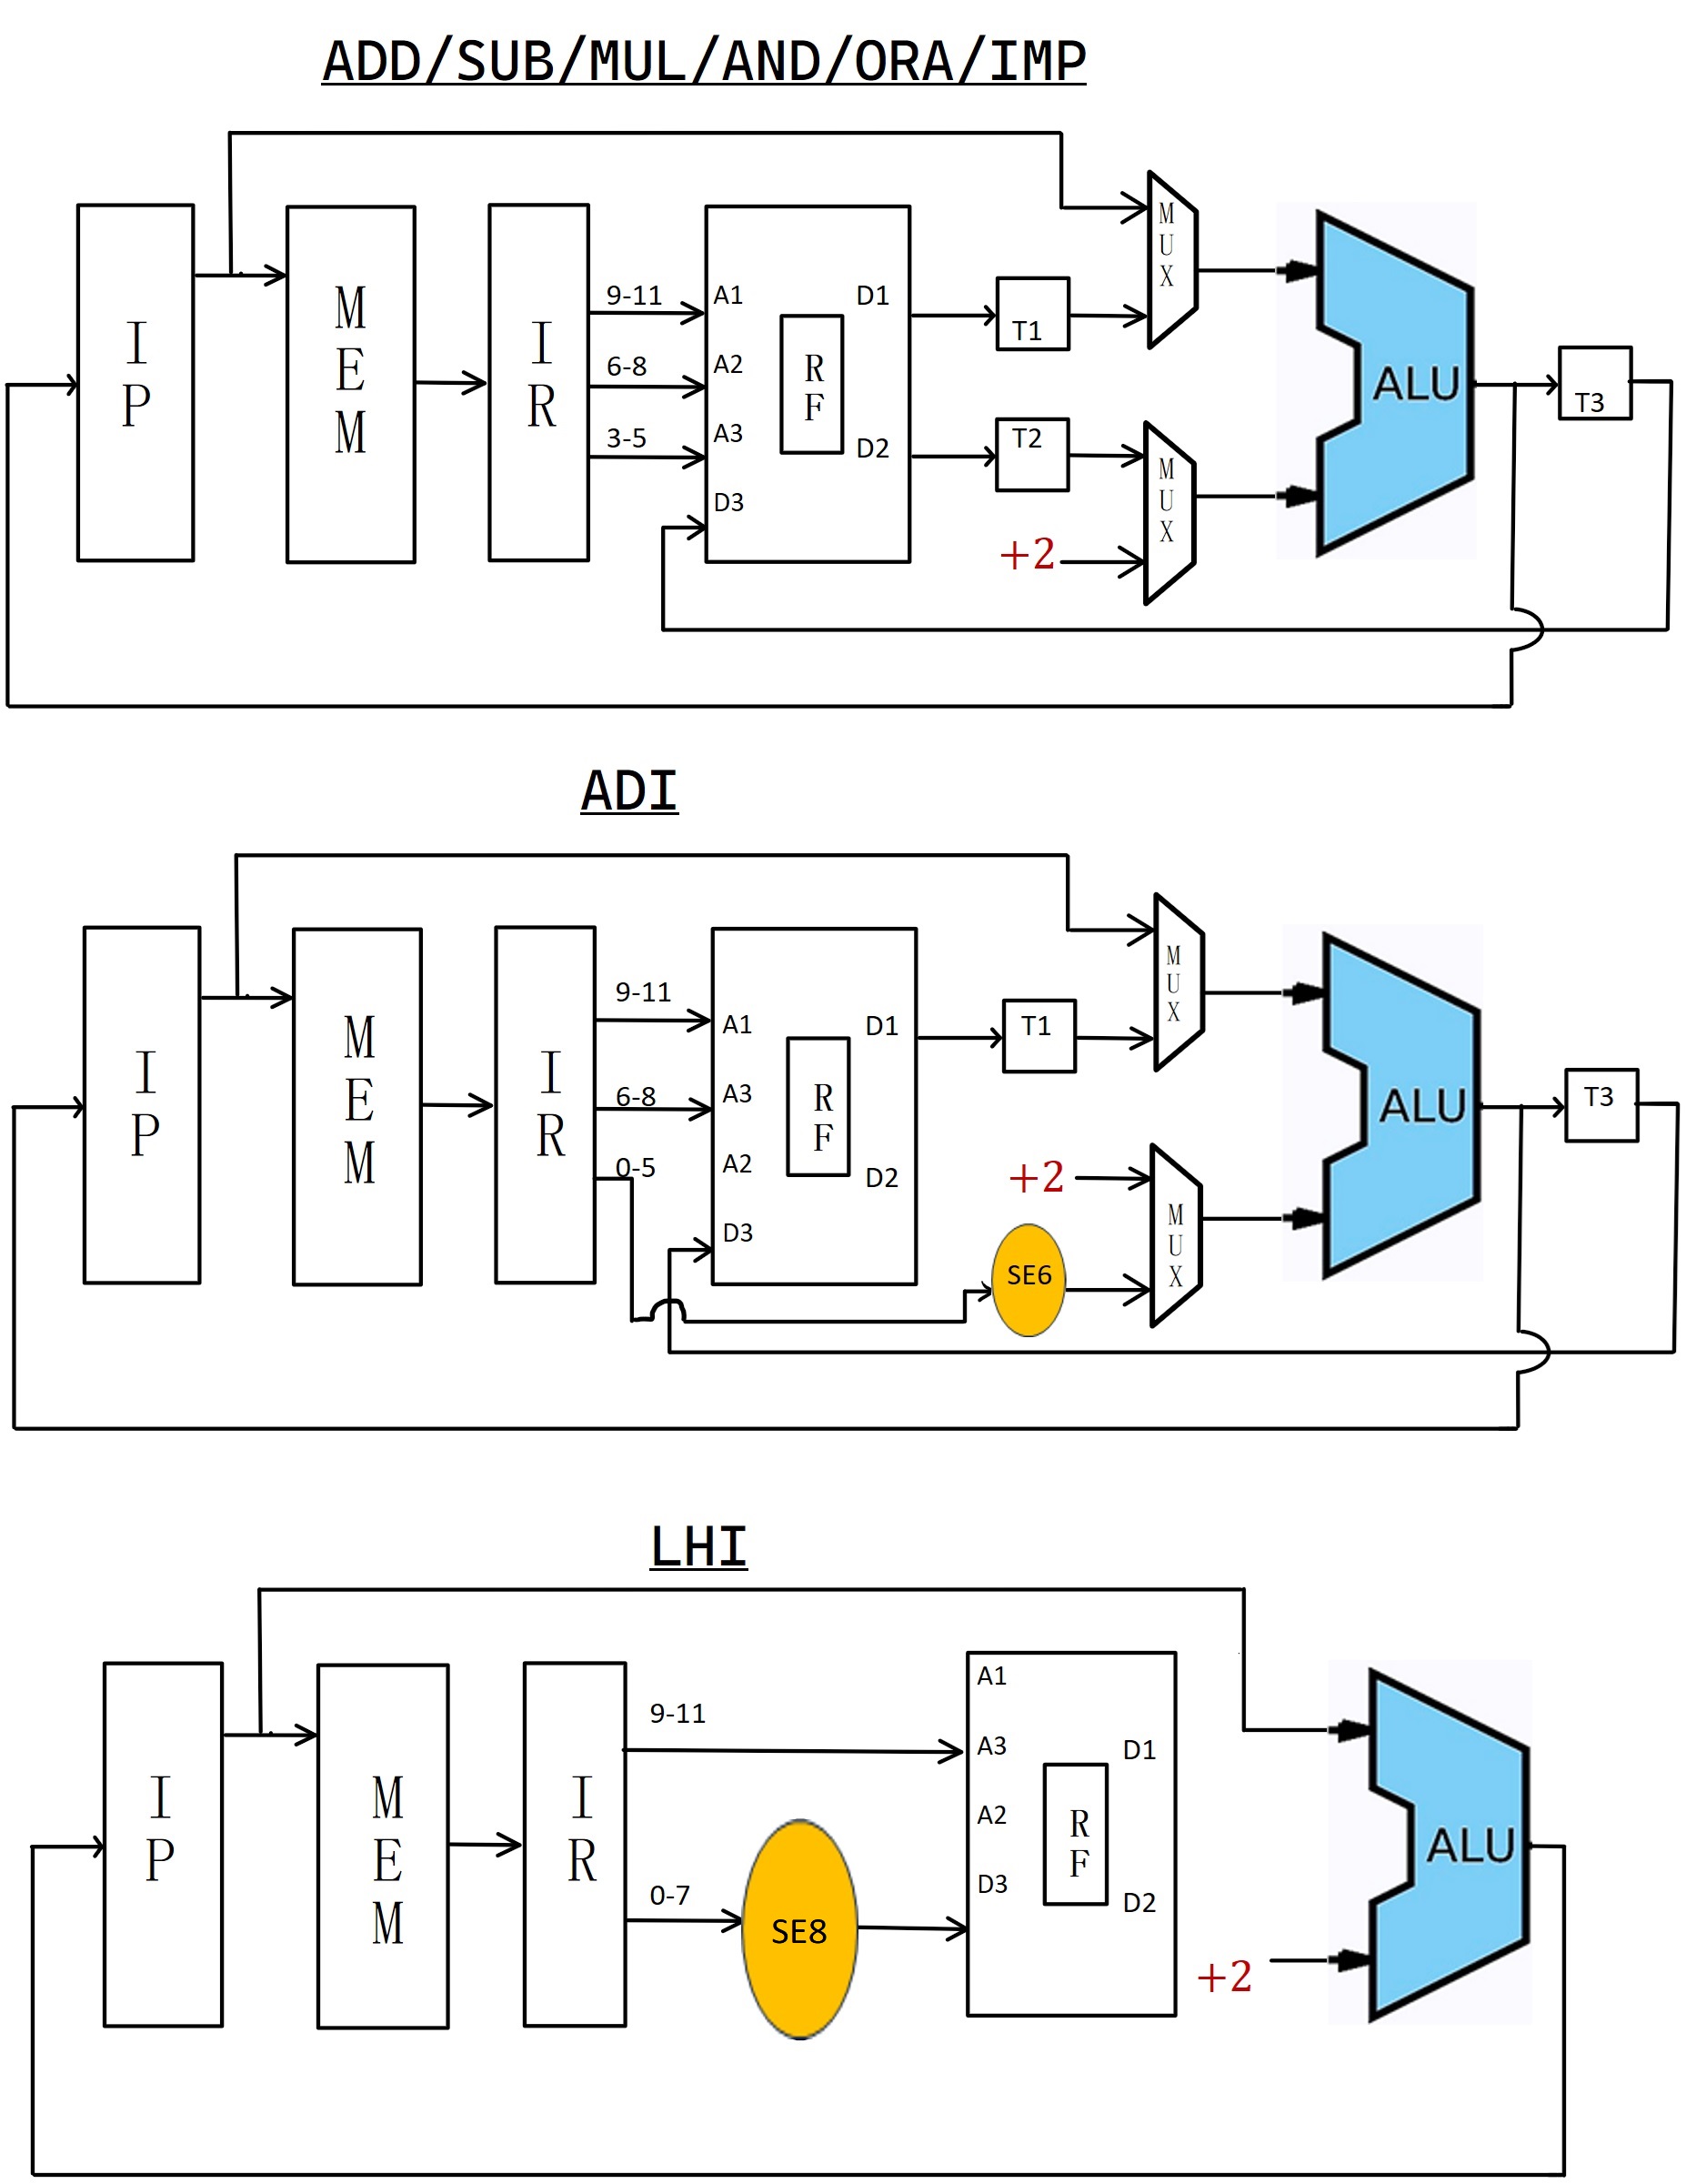 ADD/SUB/MUL/AND/ORA/IMP
IP
MEM
IR
9-11
6-8
3-5
A1
A2
A3
D3
RF
D1
D2
T1
T2
+2
MUX
MUX
ALU
T3
ADI
IP
MEM
IR
9-11
6-8
0-5
A1
A3
A2
D3
RF
D1
D2
T1
+2
SE6
MUX
MUX
ALU
T3
LHI
IP
MEM
IR
9-11
0-7
SE8
A1
A3
A2
D3
RF
D1
D2
+2
ALU